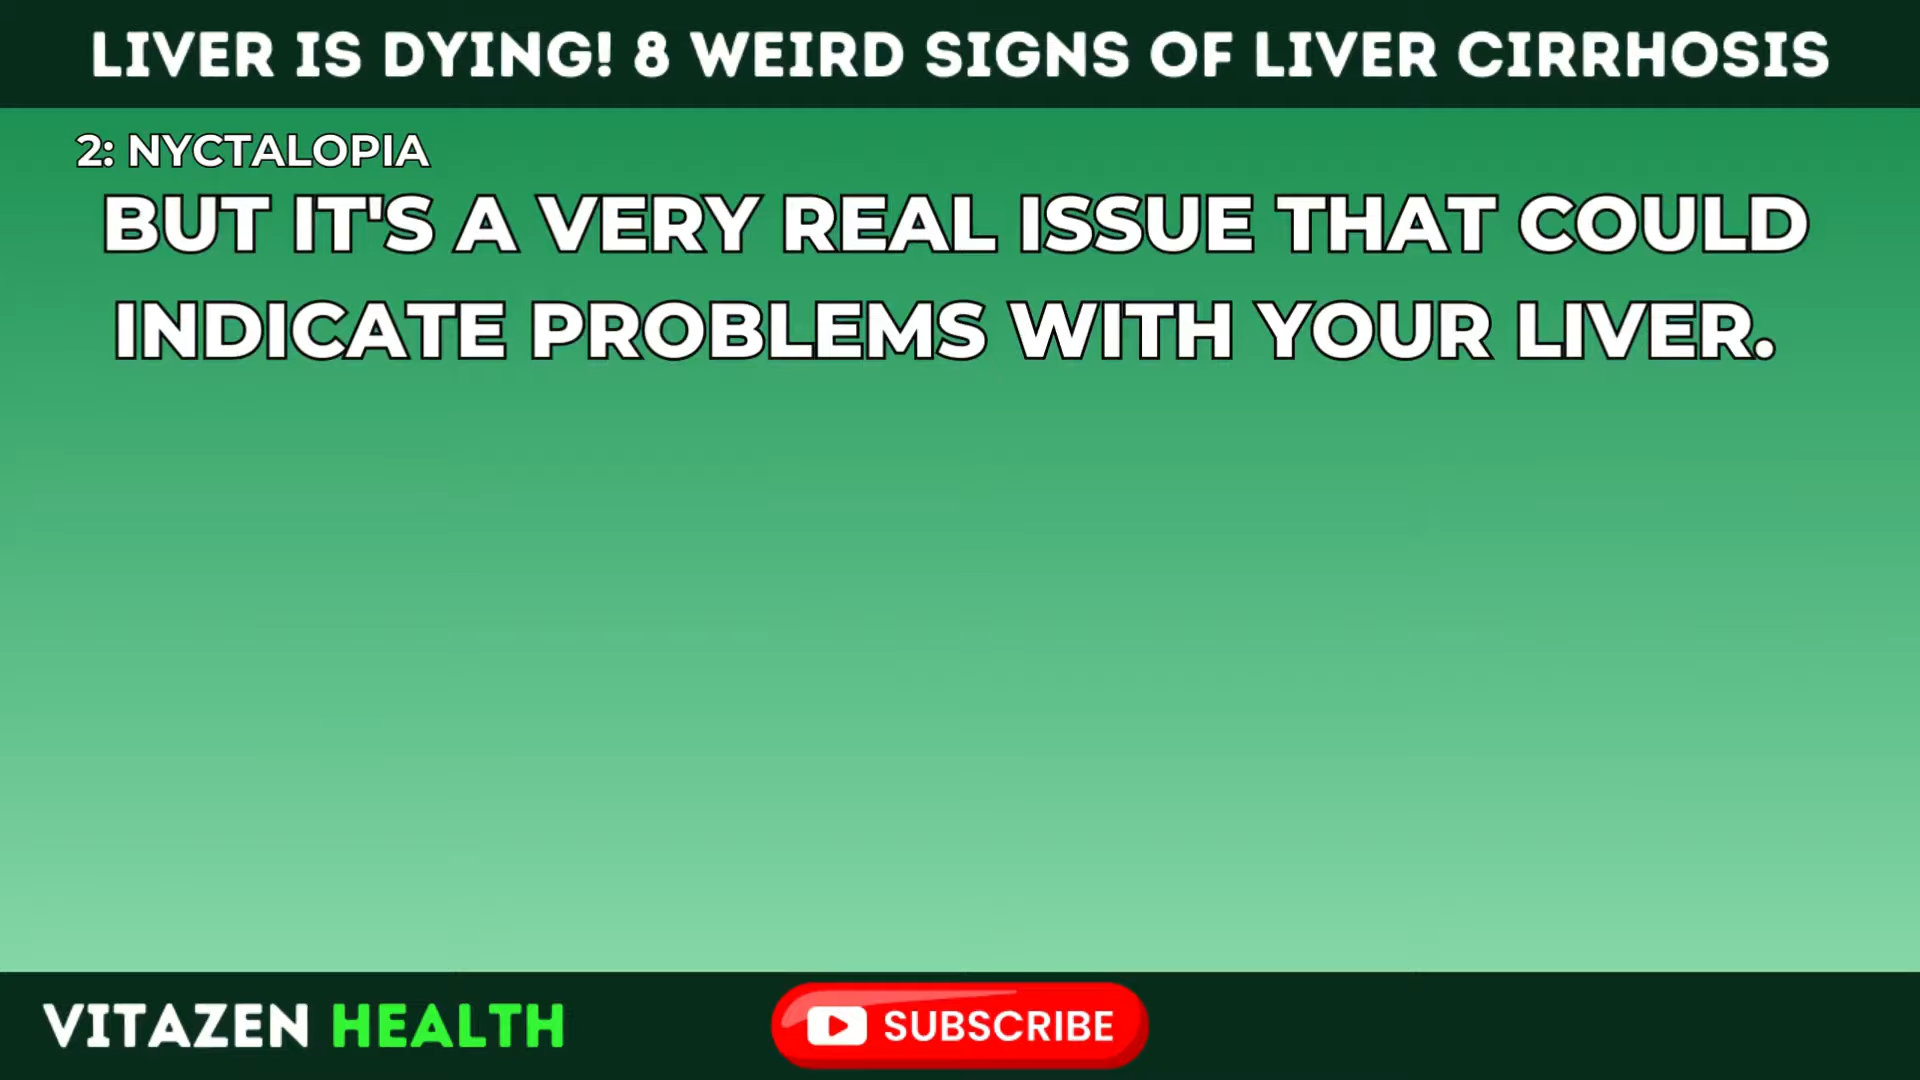 LIVER IS DYING! 8 WEIRD SIGNS OF LIVER CIRRHOSIS
2: NYCTALOPIA
BUT IT'S A VERY REAL ISSUE THAT COULD
INDICATE PROBLEMS WITH YOUR LIVER.
VITAZEN HEALTH
SUBSCRIBE